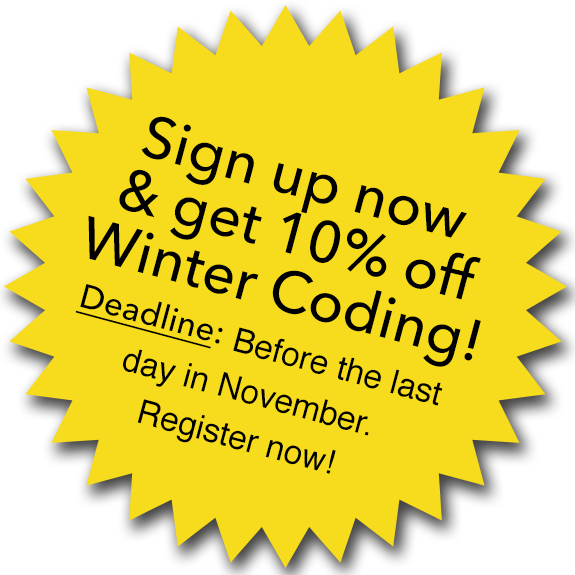 Sign up now
& get 10% off
Winter Coding!
Deadline: Before the last
day in November.
Register now!